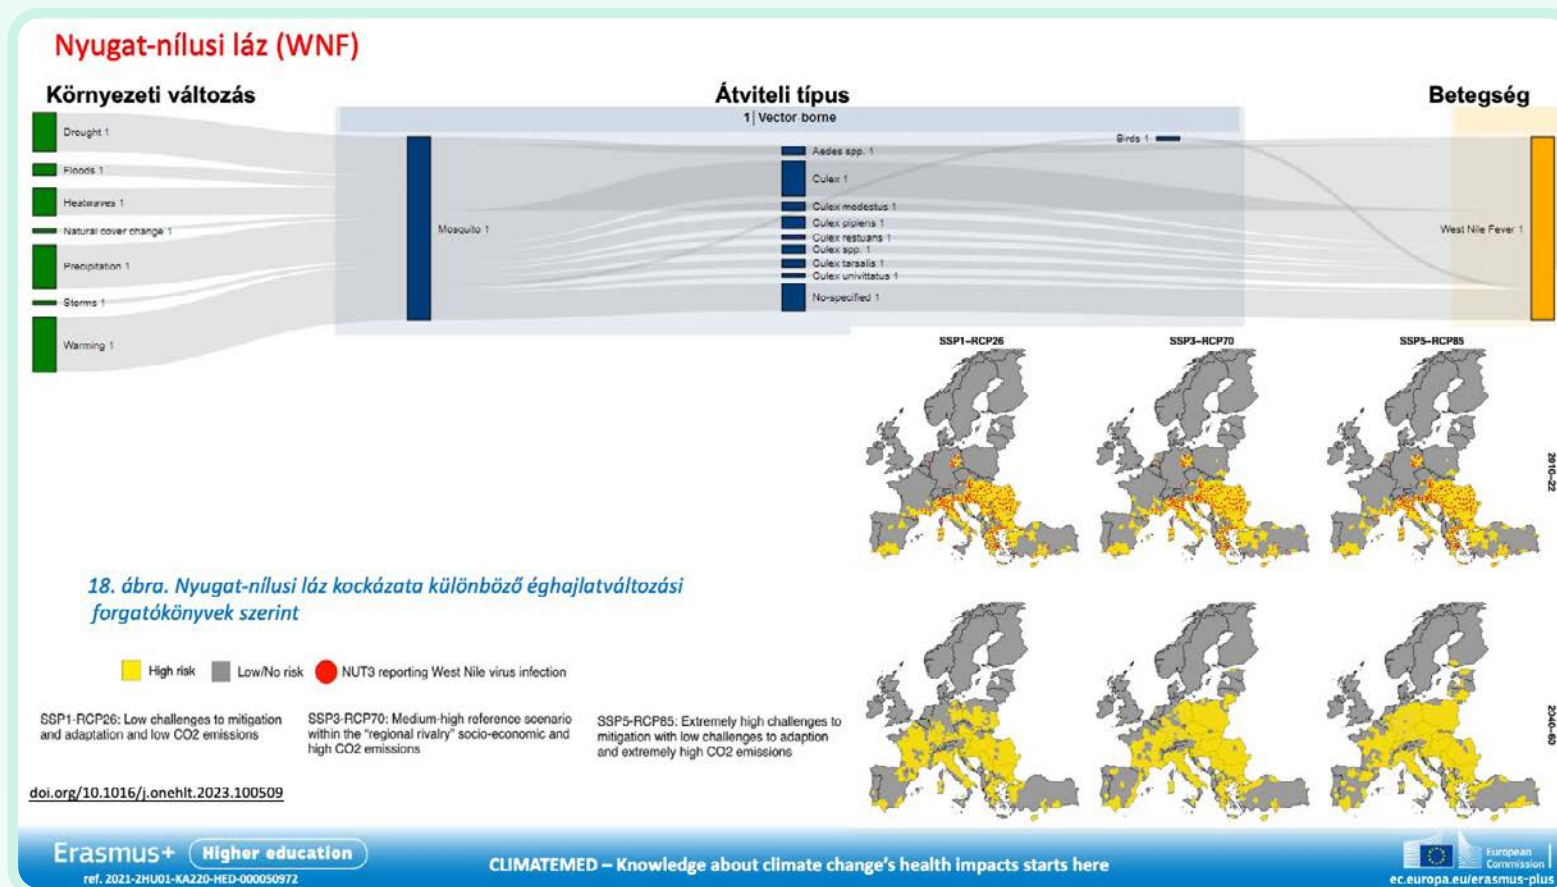 Nyugat-nílusi láz (WNF)
Környezeti változás
Átviteli típus
Betegség
1| Vector-borne
Drought 1
Floods 1
Heatwaves 1
Natural cover change 1
Precipitation 1
Storms 1
Warming 1
Mosquito 1
Aedes spp. 1
Culex 1
Culex modestus 1
Culex pipiens 1
Culex restuans 1
Culex spp. 1
Culex tarsalis 1
Culex univittatus 1
No-specified 1
Birds 1
West Nile Fever 1
SSP1-RCP26
SSP3-RCP70
SSP5-RCP85
2010-22
2040-60
18. ábra. Nyugat-nílusi láz kockázata különböző éghajlatváltozási
forgatókönyvek szerint
High risk
Low/No risk
NUT3 reporting West Nile virus infection
SSP1-RCP26: Low challenges to mitigation
and adaptation and low CO2 emissions
SSP3-RCP70: Medium-high reference scenario
within the "regional rivalry" socio-economic and
high CO2 emissions
SSP5-RCP85: Extremely high challenges to
mitigation with low challenges to adaption
and extremely high CO2 emissions
doi.org/10.1016/j.onehlt.2023.100509
Erasmus+
Higher education
ref. 2021-2HU01-KA220-HED-000050972
CLIMATEMED – Knowledge about climate change's health impacts starts here
European
Commission
ec.europa.eu/erasmus-plus